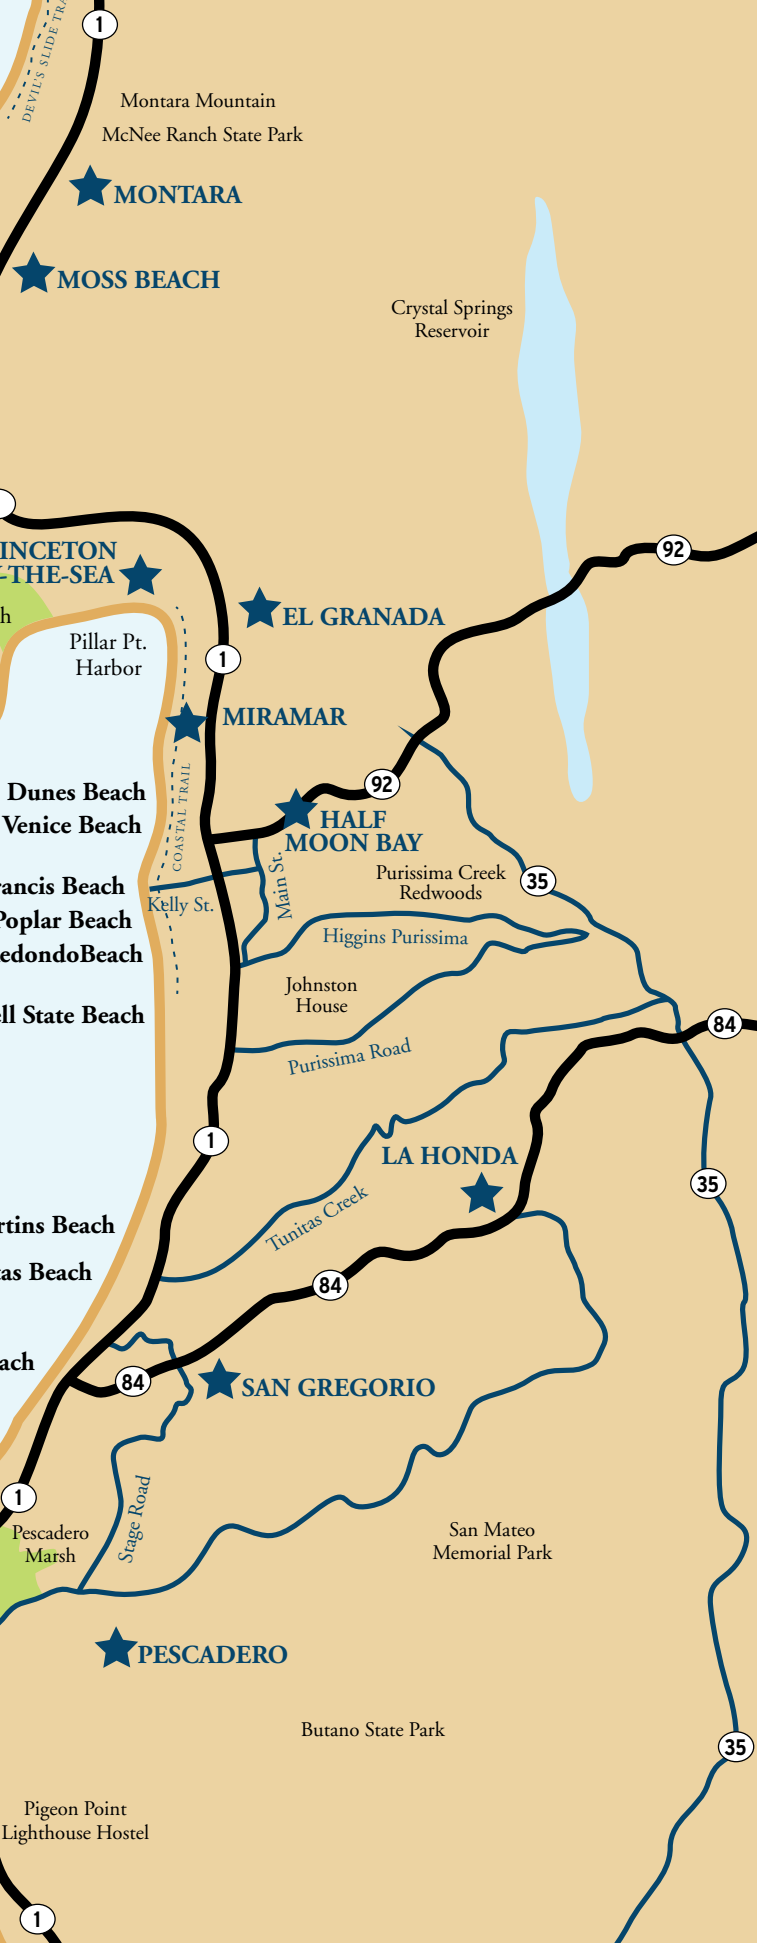 1
DEVIL'S SLIDE TRA
Montara Mountain
McNee Ranch State Park
MONTARA
MOSS BEACH
Crystal Springs
Reservoir
INCETON
-THE-SEA
92
h
EL GRANADA
Pillar Pt.
Harbor
1
MIRAMAR
COASTAL TRAIL
92
Dunes Beach
Venice Beach
HALF
MOON BAY
Purissima Creek
Redwoods
35
rancis Beach
Main St.
Kelly St.
Poplar Beach
Higgins Purissima
edondoBeach
Johnston
House
ell State Beach
84
Purissima Road
1
LA HONDA
35
Tunitas Creek
rtins Beach
tas Beach
84
ach
84
SAN GREGORIO
1
Stage Road
Pescadero
Marsh
San Mateo
Memorial Park
PESCADERO
Butano State Park
35
Pigeon Point
Lighthouse Hostel
1